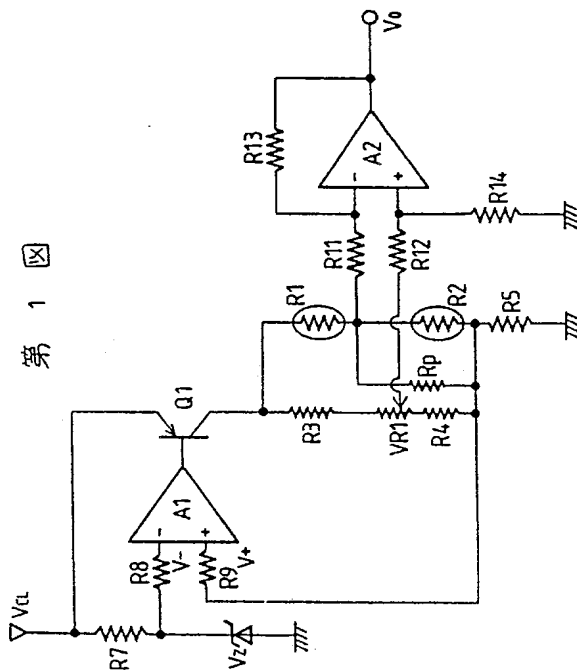 第 1 図
VCL
R7
VZ
R8
V-
R9
V+
A1
-
+
Q1
R3
VR1
R4
Rp
R1
R2
R5
R11
R12
R13
A2
-
+
R14
V0